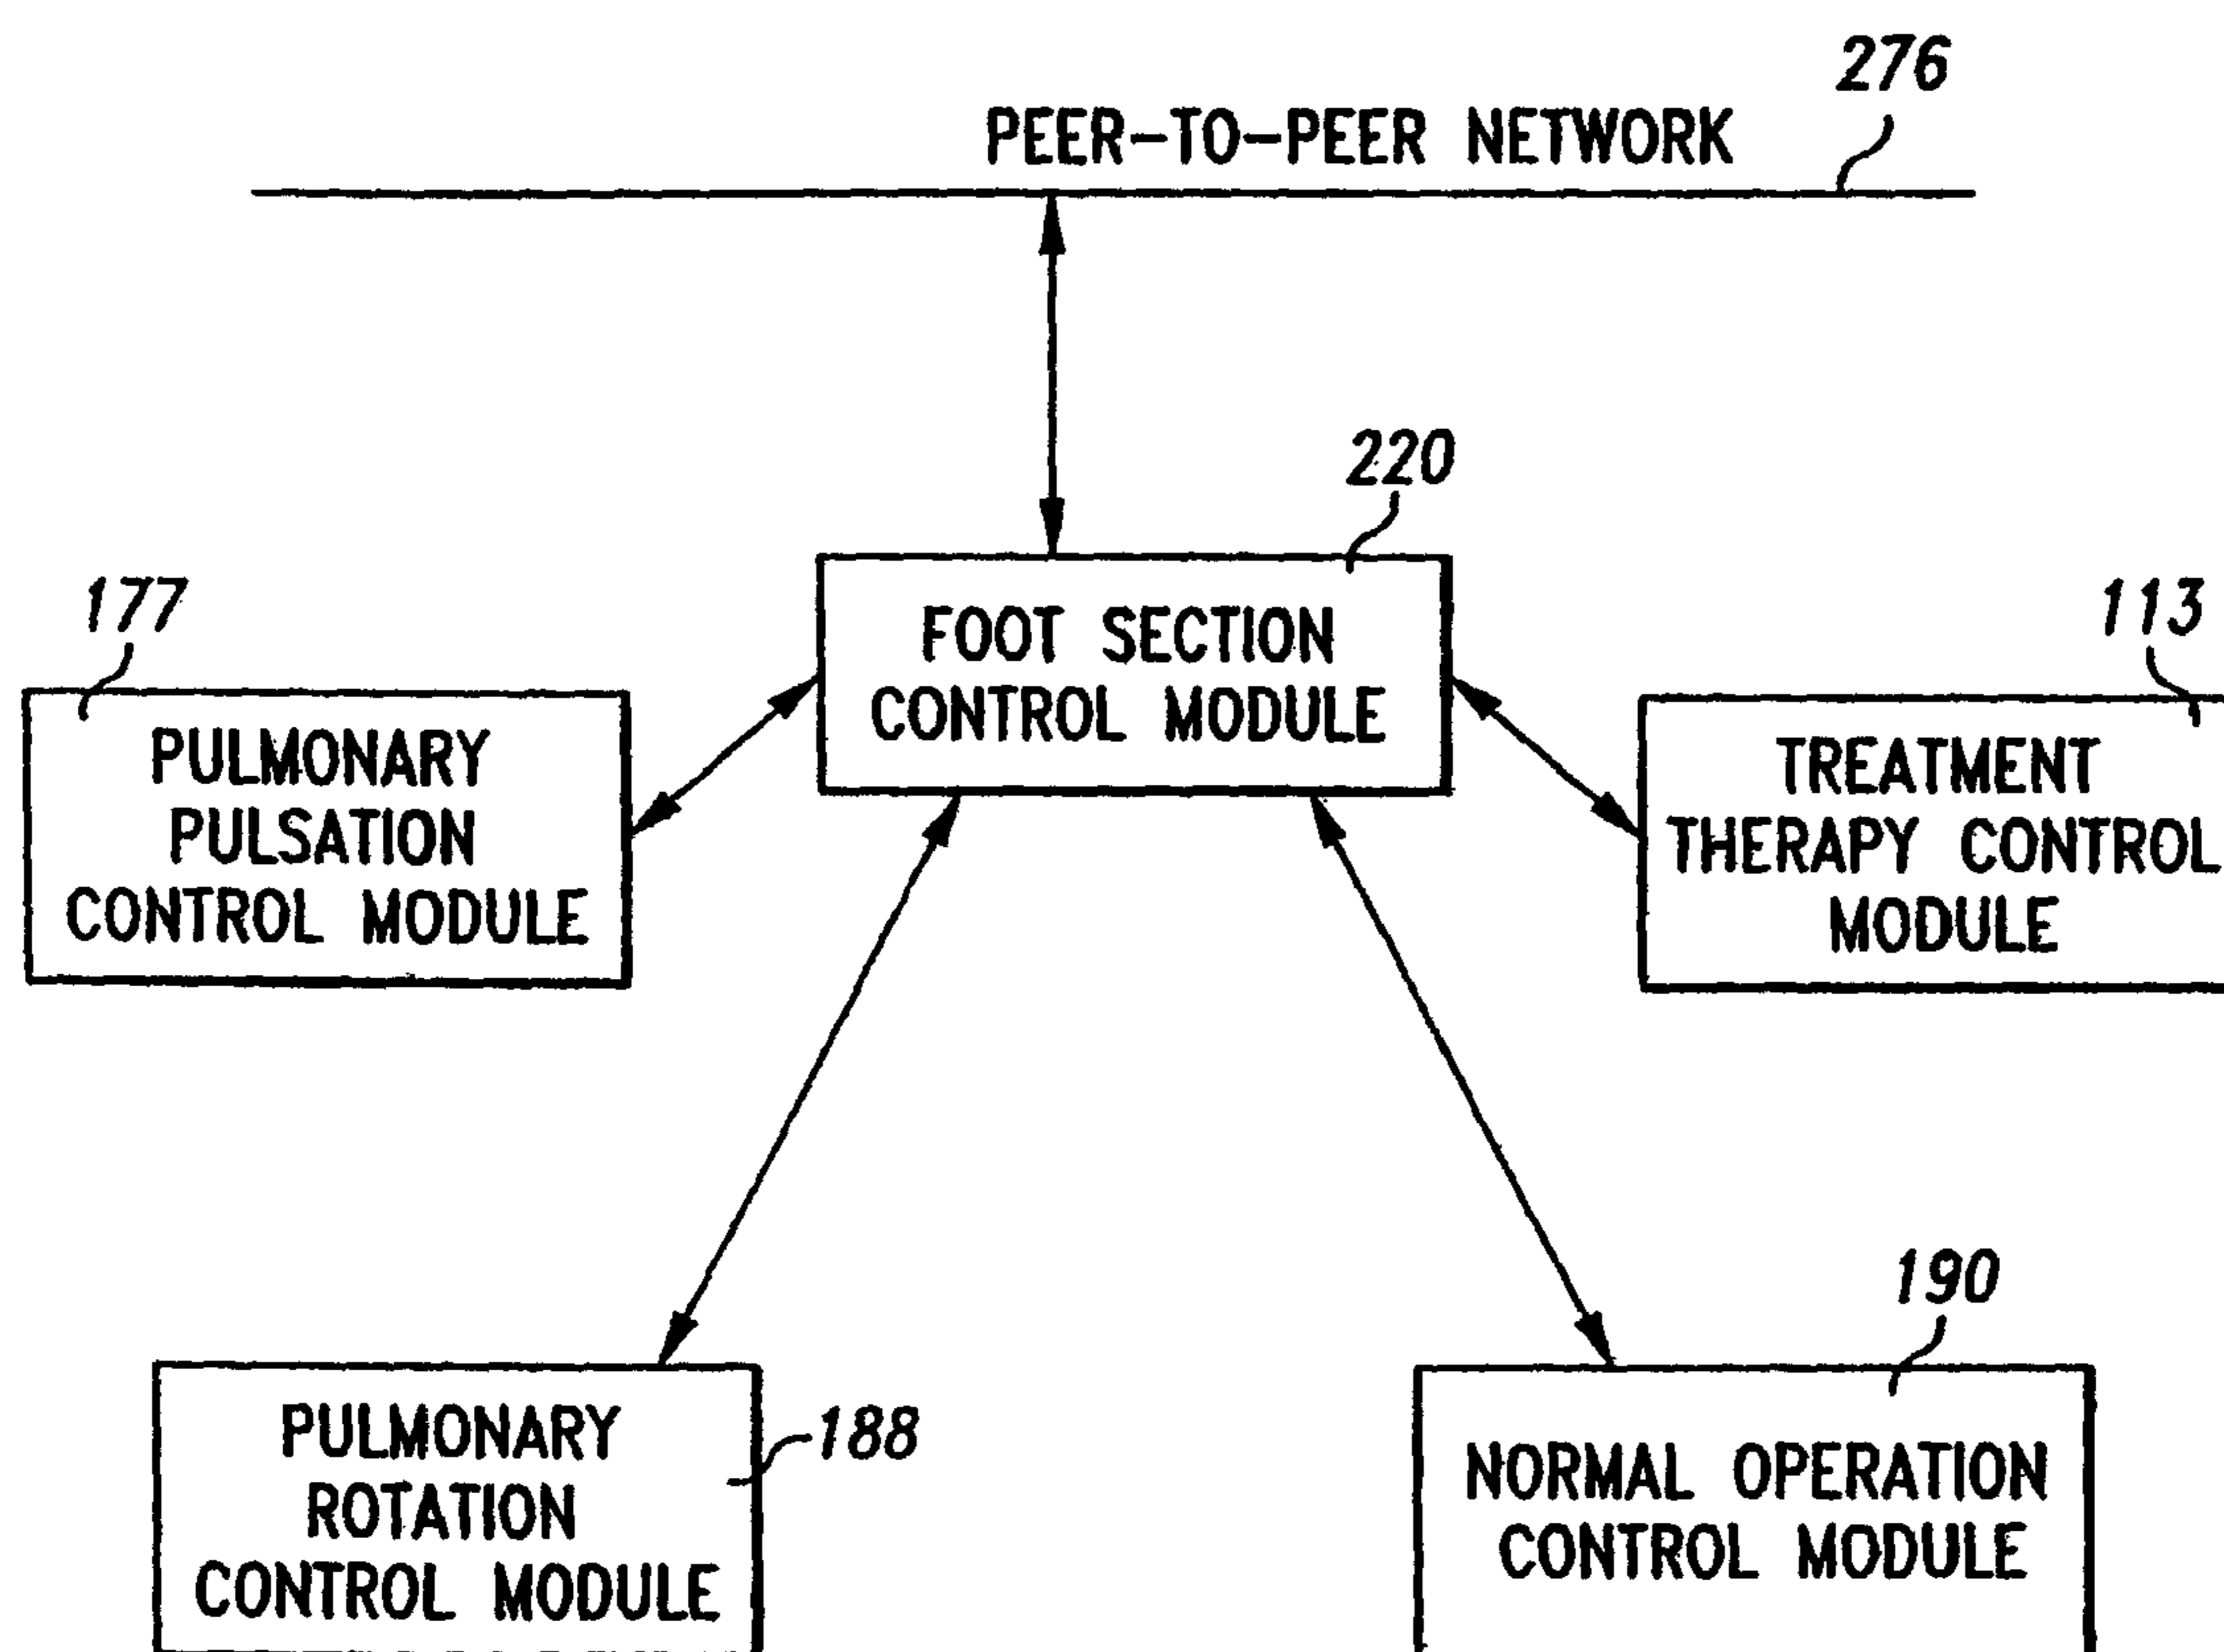 276
PEER-TO-PEER NETWORK
220
FOOT SECTION
CONTROL MODULE
177
PULMONARY
PULSATION
CONTROL MODULE
113
TREATMENT
THERAPY CONTROL
MODULE
188
PULMONARY
ROTATION
CONTROL MODULE
190
NORMAL OPERATION
CONTROL MODULE